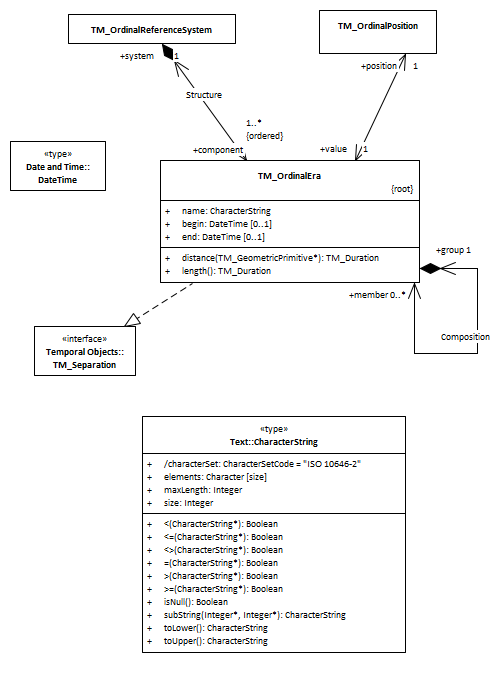 TM_OrdinalReferenceSystem
TM_OrdinalPosition
+system 1
+position 1
Structure
1..*
{ordered}
+component
+value 1
«type»
Date and Time::
DateTime
TM_OrdinalEra
{root}
+ name: CharacterString
+ begin: DateTime [0..1]
+ end: DateTime [0..1]
+ distance(TM_GeometricPrimitive*): TM_Duration
+ length(): TM_Duration
+group 1
+member 0..*
Composition
«interface»
Temporal Objects::
TM_Separation
«type»
Text::CharacterString
+ /characterSet: CharacterSetCode = "ISO 10646-2"
+ elements: Character [size]
+ maxLength: Integer
+ size: Integer
+ <(CharacterString*): Boolean
+ <=(CharacterString*): Boolean
+ <>(CharacterString*): Boolean
+ =(CharacterString*): Boolean
+ >(CharacterString*): Boolean
+ >=(CharacterString*): Boolean
+ isNull(): Boolean
+ subString(Integer*, Integer*): CharacterString
+ toLower(): CharacterString
+ toUpper(): CharacterString